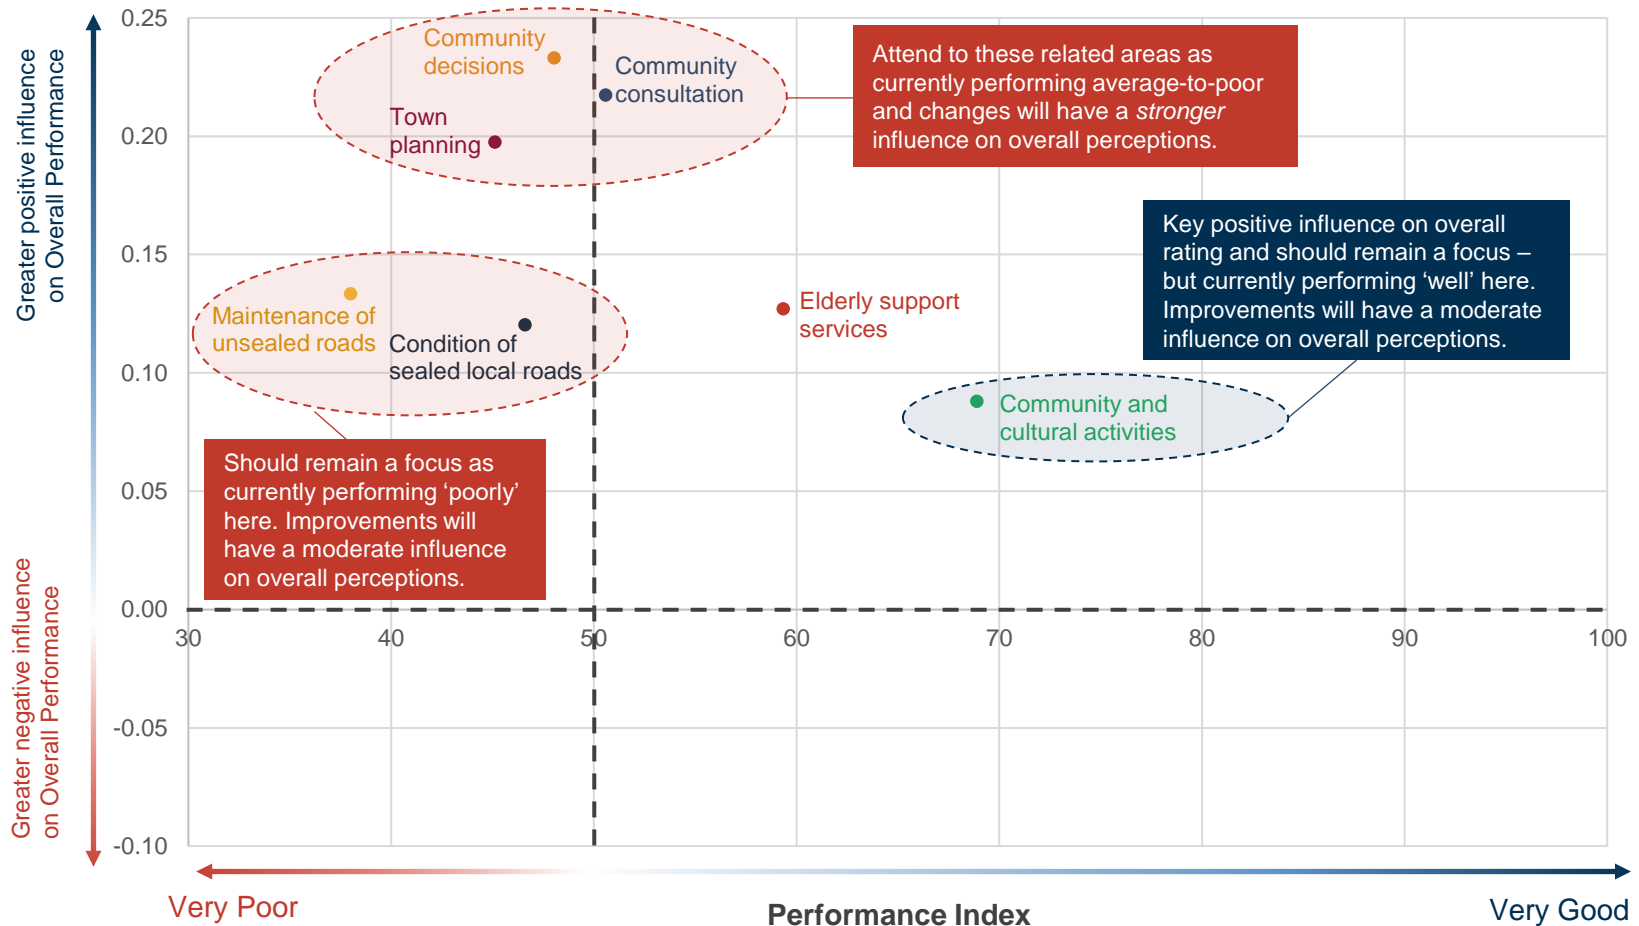 Greater positive influence
on Overall Performance
Greater negative influence
on Overall Performance
0.25
0.20
0.15
0.10
0.05
0.00
-0.05
-0.10
30
40
50
60
70
80
90
100
Community
decisions
Community
consultation
Town
planning
Attend to these related areas as
currently performing average-to-poor
and changes will have a stronger
influence on overall perceptions.
Key positive influence on overall
rating and should remain a focus –
but currently performing ‘well’ here.
Improvements will have a moderate
influence on overall perceptions.
Maintenance of
unsealed roads
Condition of
sealed local roads
Elderly support
services
Community and
cultural activities
Should remain a focus as
currently performing ‘poorly’
here. Improvements will
have a moderate influence
on overall perceptions.
Very Poor
Performance Index
Very Good